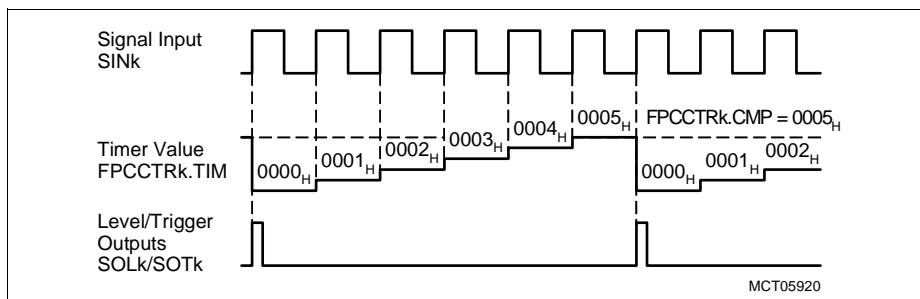 Signal Input
SINk
FPCCTRk.CMP = 0005H
0005H
0004H
0003H
0002H
0001H
0000H
0002H
0001H
0000H
Timer Value
FPCCTRk.TIM
Level/Trigger
Outputs
SOLk/SOTk
MCT05920